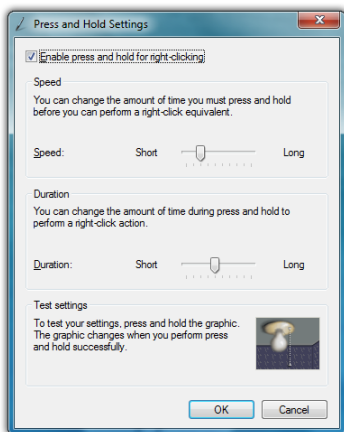 Press and Hold Settings
Enable press and hold for right-clicking
Speed
You can change the amount of time you must press and hold
before you can perform a right-click equivalent.
Speed: Short Long
Duration
You can change the amount of time during press and hold to
perform a right-click action.
Duration: Short Long
Test settings
To test your settings, press and hold the graphic.
The graphic changes when you perform press
and hold successfully.
OK Cancel